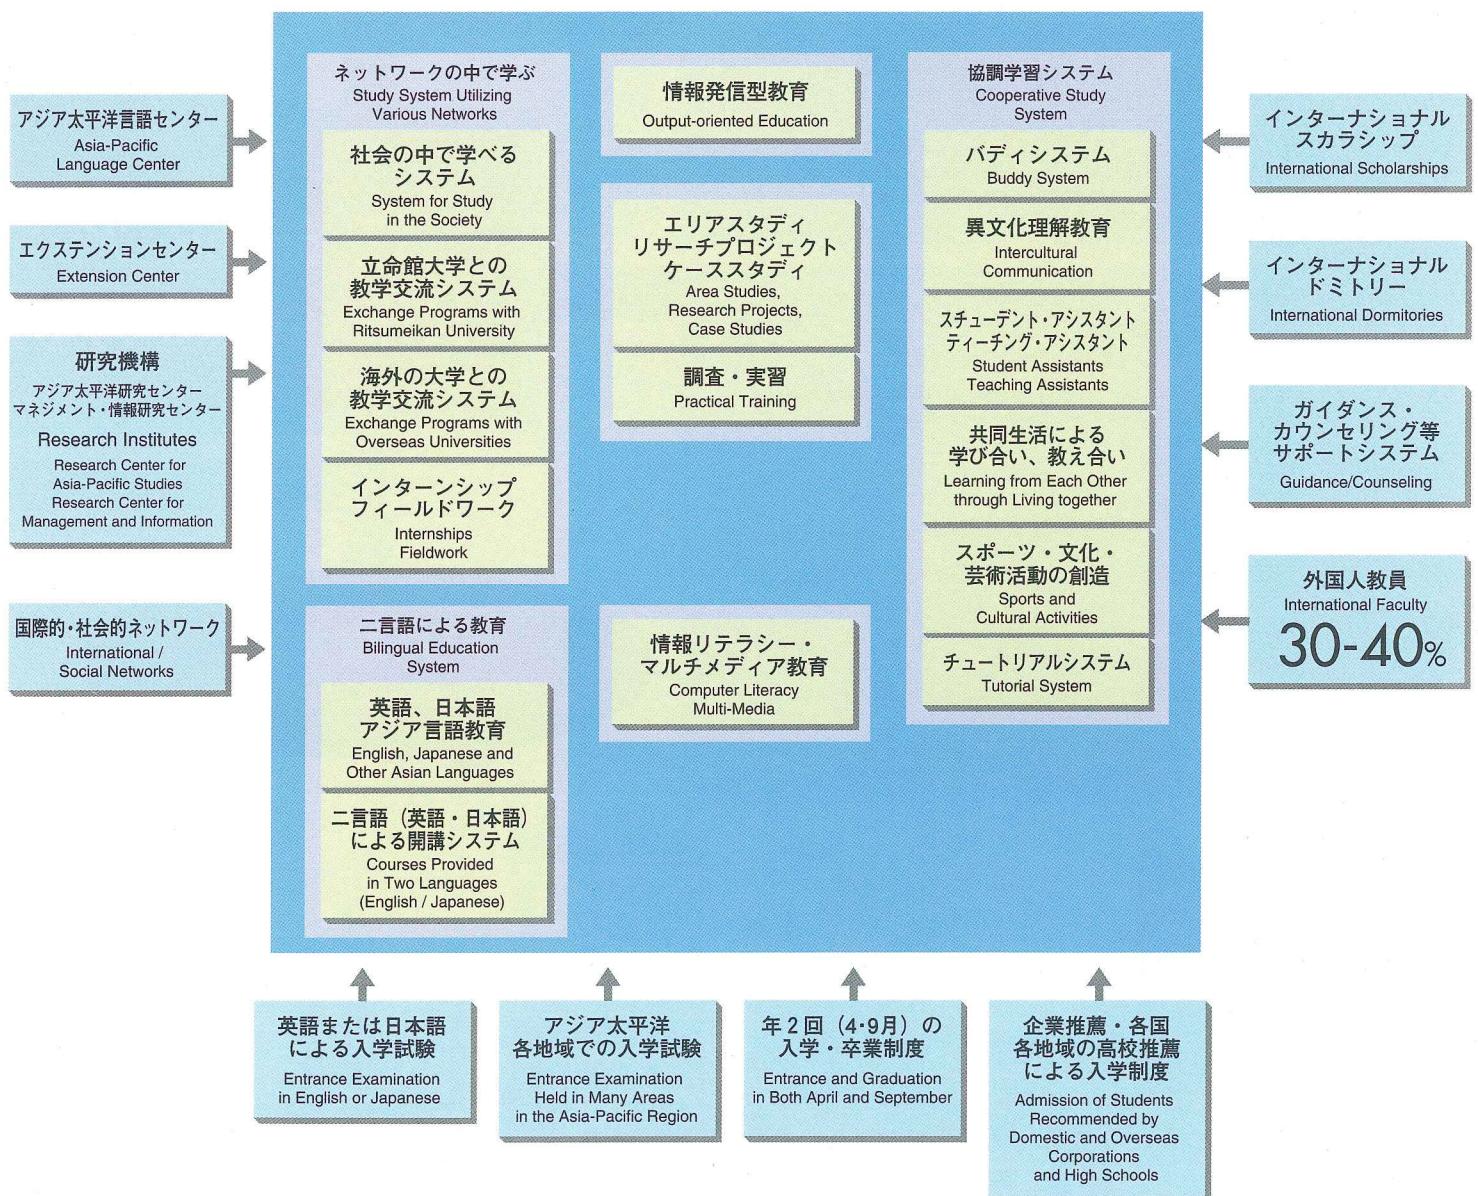 アジア太平洋言語センター
Asia-Pacific
Language Center
エクステンションセンター
Extension Center
研究機構
アジア太平洋研究センター
マネジメント・情報研究センター
Research Institutes
Research Center for
Asia-Pacific Studies
Research Center for
Management and Information
国際的・社会的ネットワーク
International /
Social Networks
ネットワークの中で学ぶ
Study System Utilizing
Various Networks
社会の中で学べる
システム
System for Study
in the Society
立命館大学との
教学交流システム
Exchange Programs with
Ritsumeikan University
海外の大学との
教学交流システム
Exchange Programs with
Overseas Universities
インターンシップ
フィールドワーク
Internships
Fieldwork
二言語による教育
Bilingual Education
System
英語、日本語
アジア言語教育
English, Japanese and
Other Asian Languages
二言語（英語・日本語）
による開講システム
Courses Provided
in Two Languages
(English / Japanese)
情報発信型教育
Output-oriented Education
エリアスタディ
リサーチプロジェクト
ケーススタディ
Area Studies,
Research Projects,
Case Studies
調査・実習
Practical Training
情報リテラシー・
マルチメディア教育
Computer Literacy
Multi-Media
協調学習システム
Cooperative Study
System
バディシステム
Buddy System
異文化理解教育
Intercultural
Communication
スチューデント・アシスタント
ティーチング・アシスタント
Student Assistants
Teaching Assistants
共同生活による
学び合い、教え合い
Learning from Each Other
through Living together
スポーツ・文化・
芸術活動の創造
Sports and
Cultural Activities
チュートリアルシステム
Tutorial System
インターナショナル
スカラシップ
International Scholarships
インターナショナル
ドミトリー
International Dormitories
ガイダンス・
カウンセリング等
サポートシステム
Guidance/Counseling
外国人教員
International Faculty
30-40%
英語または日本語
による入学試験
Entrance Examination
in English or Japanese
アジア太平洋
各地域での入学試験
Entrance Examination
Held in Many Areas
in the Asia-Pacific Region
年2回（4・9月）の
入学・卒業制度
Entrance and Graduation
in Both April and September
企業推薦・各国
各地域の高校推薦
による入学制度
Admission of Students
Recommended by
Domestic and Overseas
Corporations
and High Schools